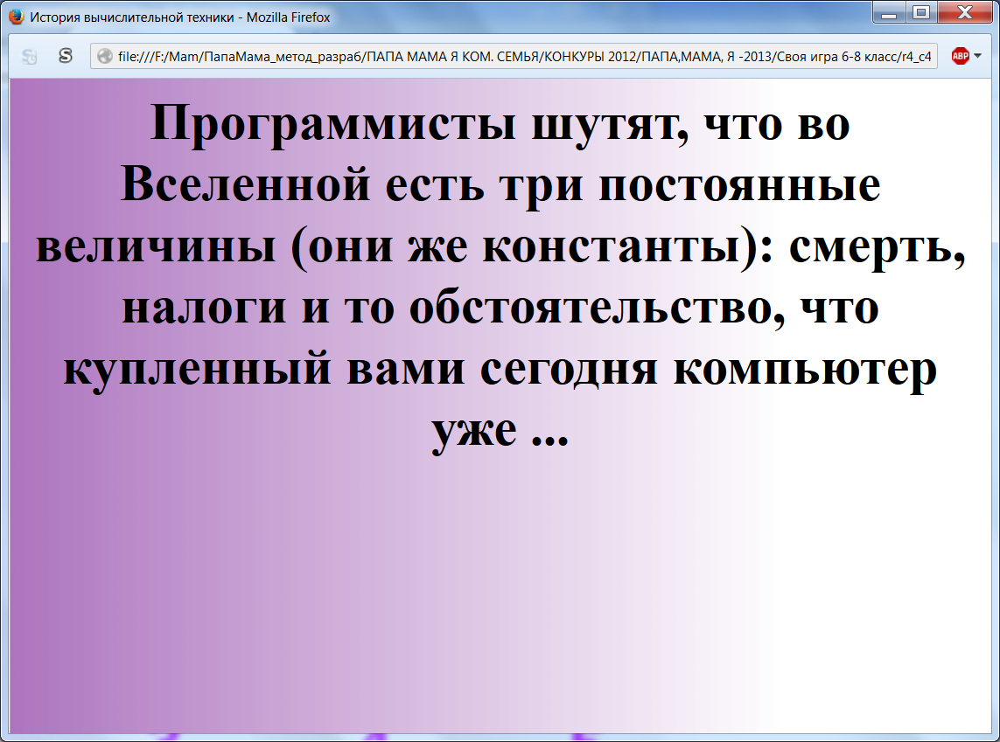 История вычислительной техники - Mozilla Firefox
S S
file:///F:/Mam/ПапаМама_метод_разраб/ПАПА МАМА Я КОМ. СЕМЬЯ/КОНКУРЫ 2012/ПАПА,МАМА, Я -2013/Своя игра 6-8 класс/r4_c4
ABP
Программисты шутят, что во
Вселенной есть три постоянные
величины (они же константы): смерть,
налоги и то обстоятельство, что
купленный вами сегодня компьютер
уже ...